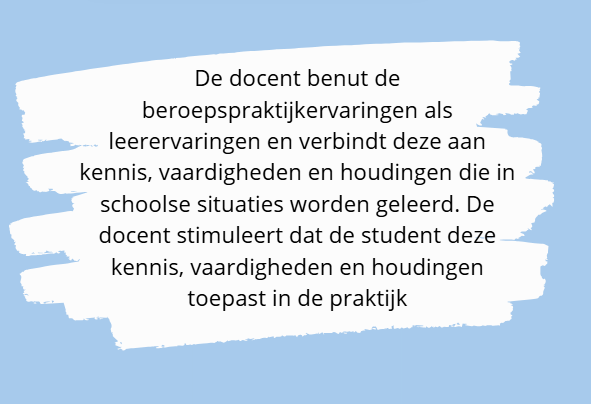 De docent benut de
beroepspraktijkervaringen als
leerervaringen en verbindt deze aan
kennis, vaardigheden en houdingen die in
schoolse situaties worden geleerd. De
docent stimuleert dat de student deze
kennis, vaardigheden en houdingen
toepast in de praktijk